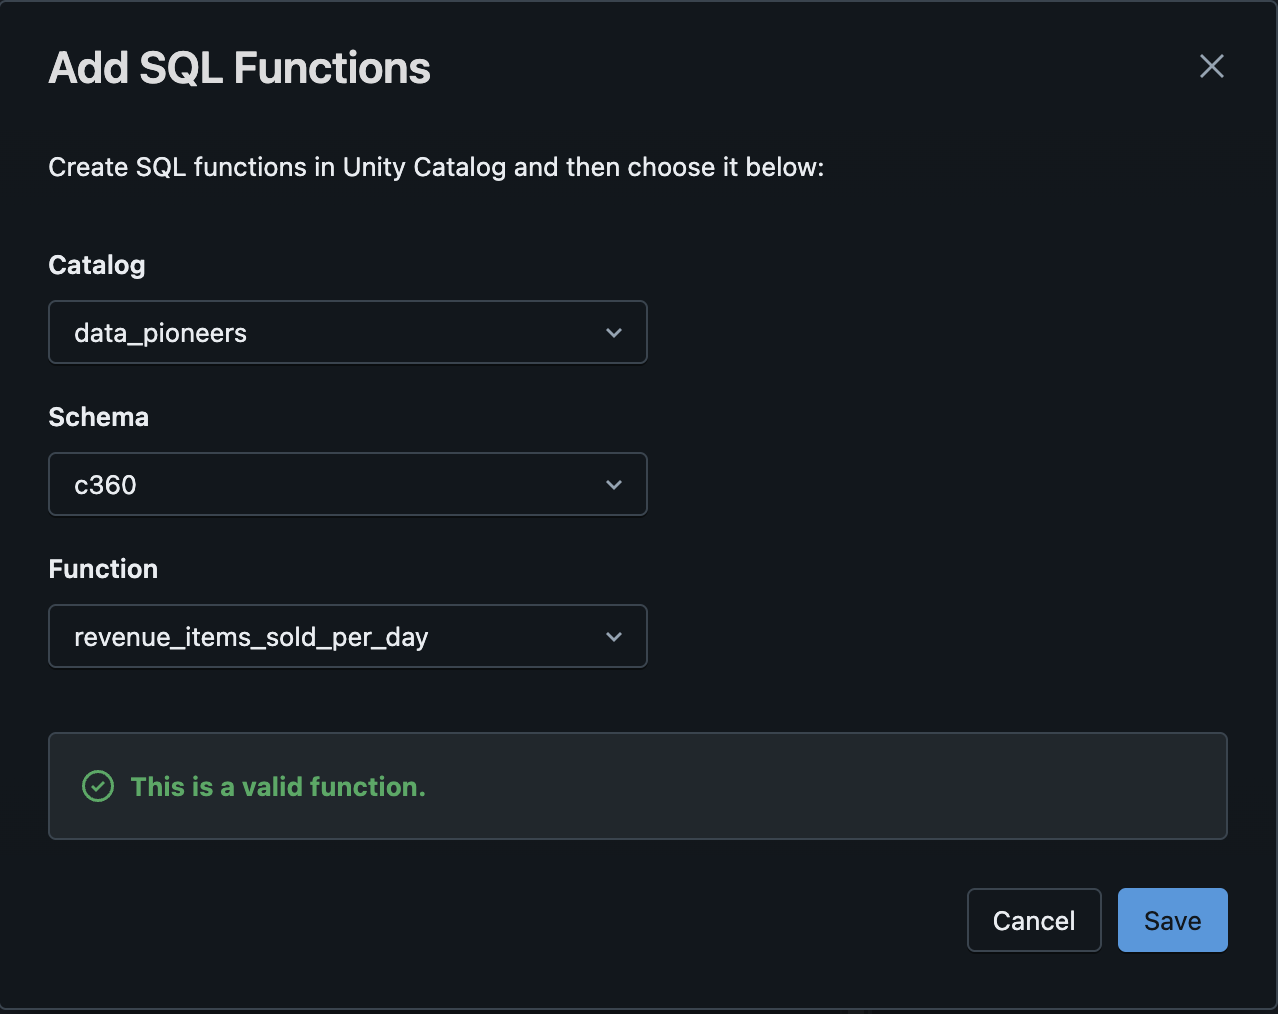 Add SQL Functions
Create SQL functions in Unity Catalog and then choose it below:
Catalog
data_pioneers
Schema
c360
Function
revenue_items_sold_per_day
This is a valid function.
Cancel
Save